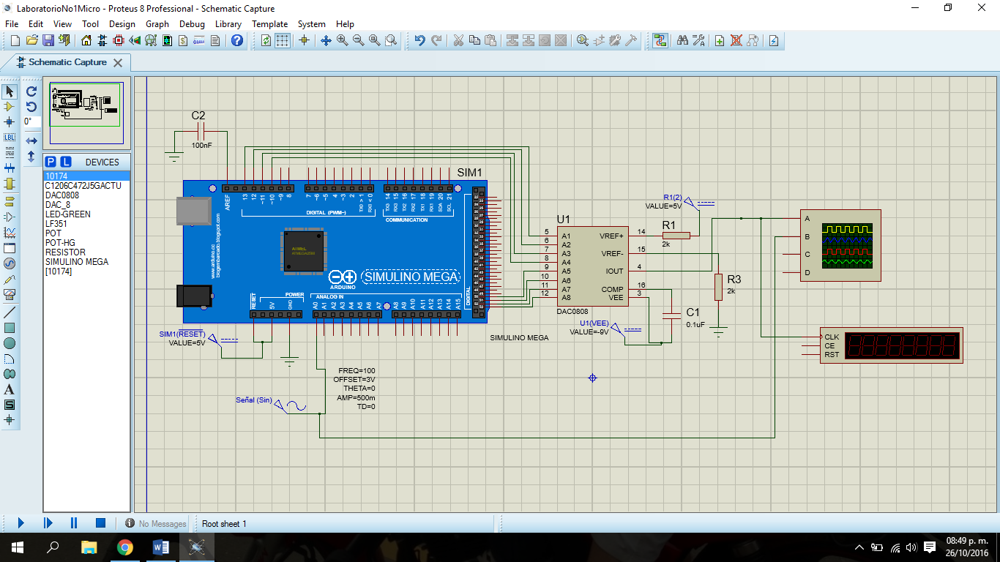 LaboratorioNo1Micro - Proteus 8 Professional - Schematic Capture
File Edit View Tool Design Graph Debug Library Template System Help
Schematic Capture
0°
LBL
A
S
P L DEVICES
10174
C1206C472J5GACTU
DAC0808
DAC_8
LED-GREEN
LF351
POT
POT-HG
RESISTOR
SIMULINO MEGA
[10174]
C2
100nF
SIM1
AREF
13
12
~11
~10
~9
8
7
~6
~5
4
~3
2
TX0 > 1
RX0 < 0
14
15
16
17
18
19
20
21
TX3
RX3
TX2
RX2
TX1
RX1
SDA
SCL
DIGITAL (PWM~)
COMMUNICATION
www.arduino.cc
blogembarcado.blogspot.com
ATMEL
ATMEGA2560
ARDUINO
SIMULINO MEGA
DIGITAL
POWER
RESET
5V
GND
ANALOG IN
A0
A1
A2
A3
A4
A5
A6
A7
A8
A9
A10
A11
A12
A13
A14
A15
SIMULINO MEGA
SIM1(RESET)
VALUE=5V
FREQ=100
OFFSET=3V
THETA=0
AMP=500m
TD=0
Señal (Sin)
U1
5 A1
6 A2
7 A3
8 A4
9 A5
10 A6
11 A7
12 A8
VREF+ 14
VREF- 15
IOUT 4
COMP 16
VEE 3
DAC0808
U1(VEE)
VALUE=-9V
R1(2)
VALUE=5V
R1
2k
R3
2k
C1
0.1uF
A
B
C
D
CLK
CE
RST
No Messages
Root sheet 1
08:49 p. m.
26/10/2016